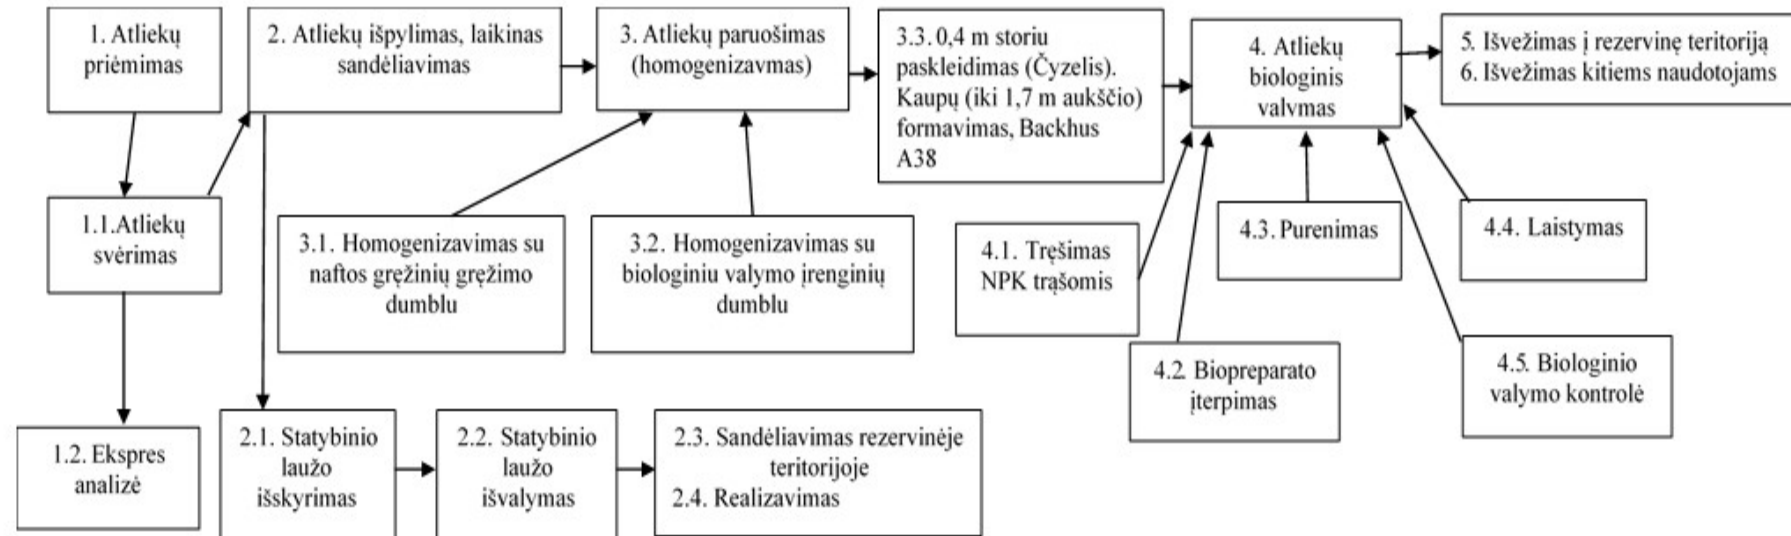 1. Atliekų
priėmimas
2. Atliekų išpylimas, laikinas
sandėliavimas
3. Atliekų paruošimas
(homogenizavmas)
3.3. 0,4 m storiu
paskleidimas (Čyzelis).
Kaupų (iki 1,7 m aukščio)
formavimas, Backhus
A38
4. Atliekų
biologinis
valvmas
5. Išvežimas į rezervinę teritoriją
6. Išvežimas kitiems naudotojams
1.1.Atliekų
svėrimas
3.1. Homogenizavimas su
naftos gręžinių gręžimo
dumblu
3.2. Homogenizavimas su
biologiniu valymo įrenginių
dumblu
4.1. Tręšimas
NPK trąšomis
4.3. Purenimas
4.4. Laistymas
4.2. Biopreparato
įterpimas
4.5. Biologinio
valymo kontrolė
1.2. Ekspres
analizė
2.1. Statybinio
laužo
išskyrimas
2.2. Statybinio
laužo
išvalymas
2.3. Sandėliavimas rezervinėje
teritorijoje
2.4. Realizavimas